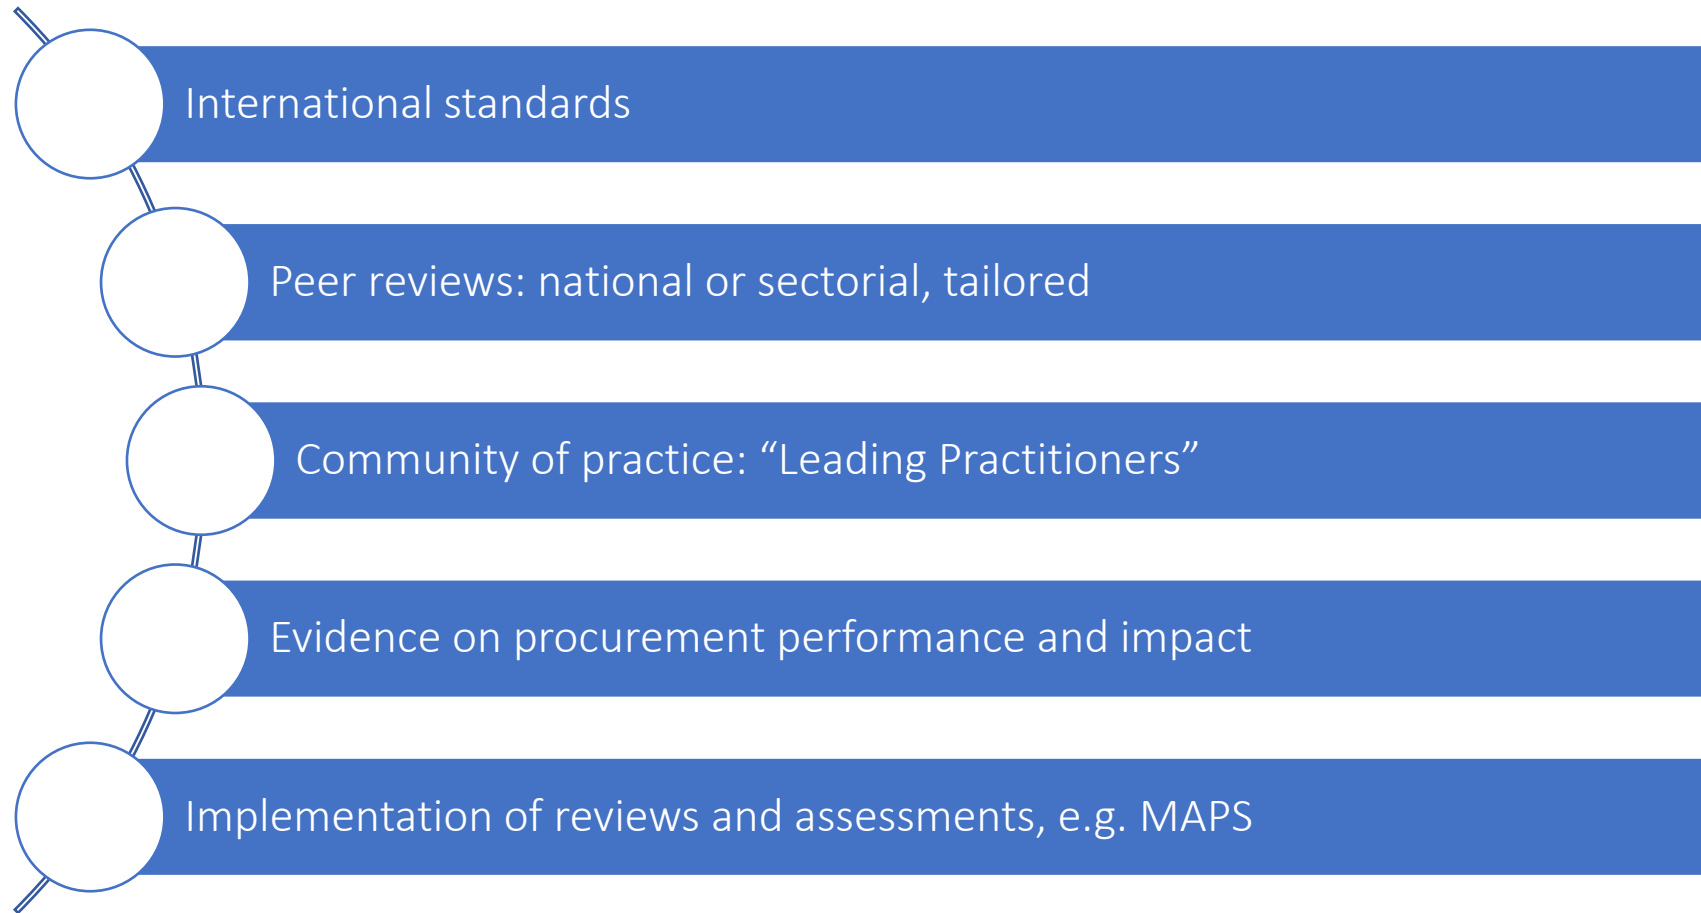 International standards
Peer reviews: national or sectorial, tailored
Community of practice: “Leading Practitioners”
Evidence on procurement performance and impact
Implementation of reviews and assessments, e.g. MAPS